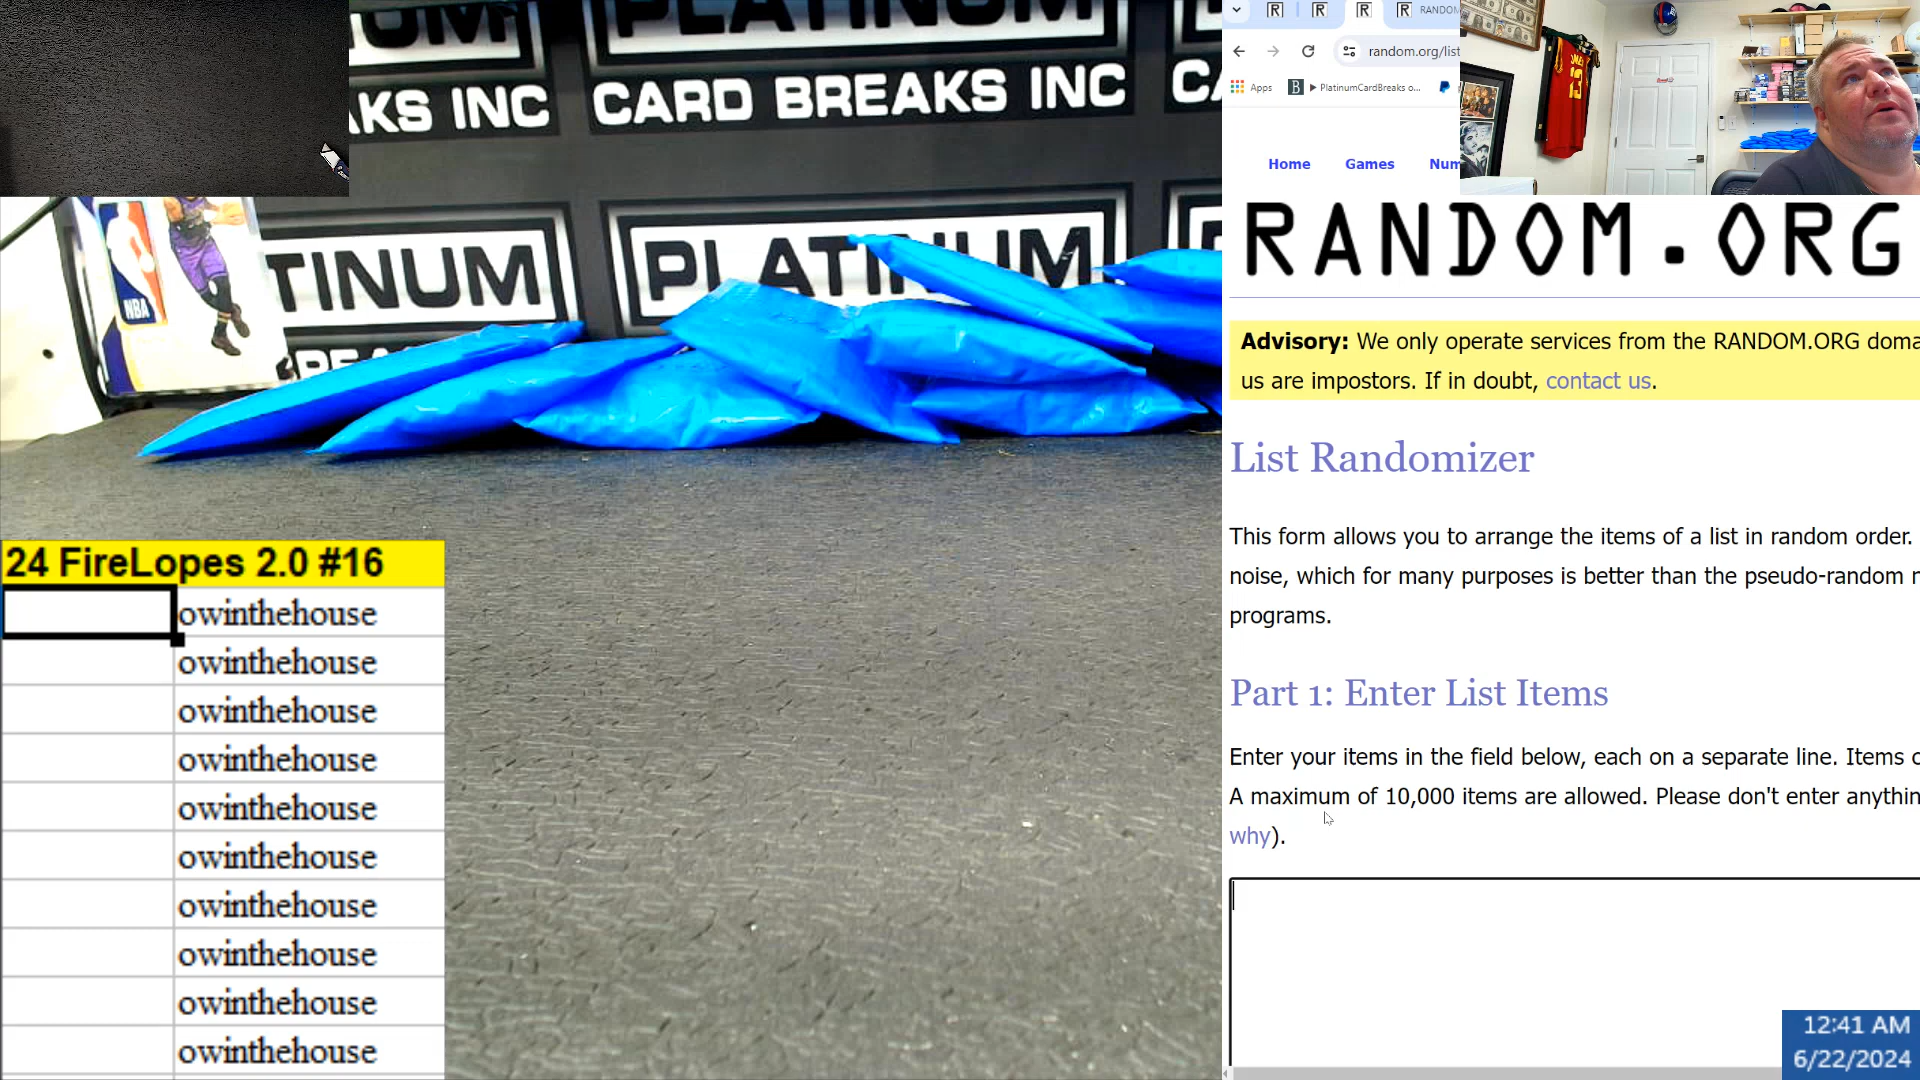 PLATINUM
KS INC
CARD BREAKS INC
TINUM
PLATINUM
NBA
24 FireLopes 2.0 #16
owinthehouse
owinthehouse
owinthehouse
owinthehouse
owinthehouse
owinthehouse
owinthehouse
owinthehouse
owinthehouse
owinthehouse
RANDOM
random.org/list
Apps
PlatinumCardBreaks o...
Home
Games
Num
RANDOM.ORG
Advisory: We only operate services from the RANDOM.ORG doma
us are impostors. If in doubt, contact us.
List Randomizer
This form allows you to arrange the items of a list in random order.
noise, which for many purposes is better than the pseudo-random n
programs.
Part 1: Enter List Items
Enter your items in the field below, each on a separate line. Items c
A maximum of 10,000 items are allowed. Please don't enter anythin
why).
12:41 AM
6/22/2024